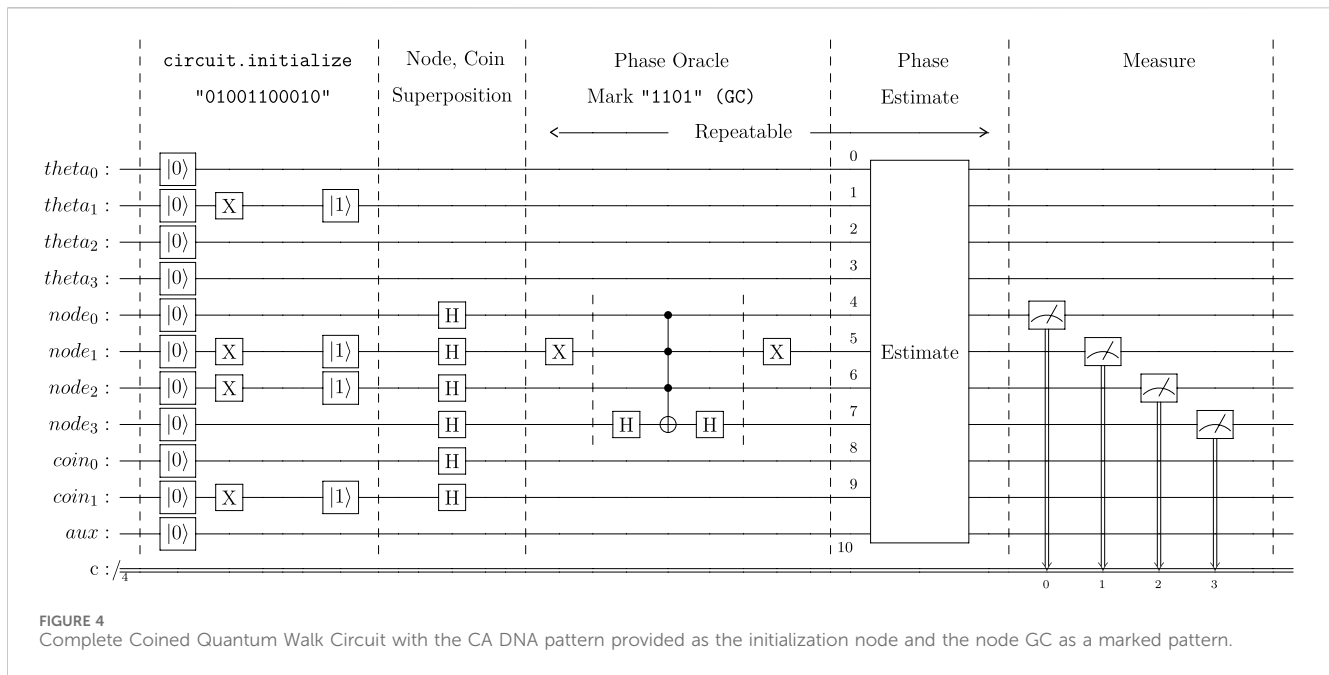 circuit.initialize Node, Coin Phase Oracle Phase Measure
"01001100010" Superposition Mark "1101" (GC) Estimate
Repeatable
theta0 : |0⟩ 0
theta1 : |0⟩ X |1⟩ 1
theta2 : |0⟩ 2
theta3 : |0⟩ 3
node0 : |0⟩ H 4
node1 : |0⟩ X |1⟩ H X X 5 Estimate
node2 : |0⟩ X |1⟩ H 6
node3 : |0⟩ H H H 7
coin0 : |0⟩ H 8
coin1 : |0⟩ X |1⟩ H 9
aux : |0⟩ 10
c : /4
0 1 2 3
FIGURE 4
Complete Coined Quantum Walk Circuit with the CA DNA pattern provided as the initialization node and the node GC as a marked pattern.